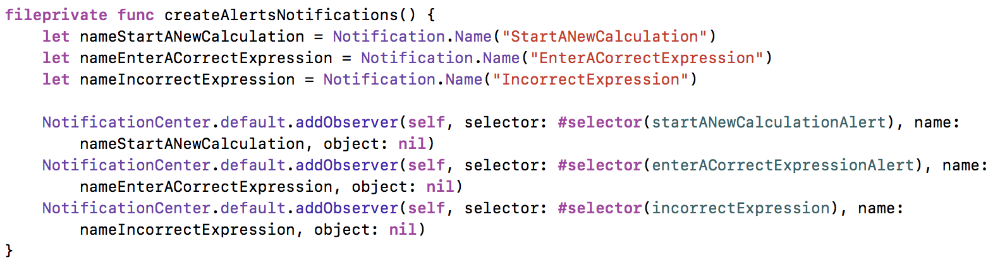 fileprivate func createAlertsNotifications() {
    let nameStartANewCalculation = Notification.Name("StartANewCalculation")
    let nameEnterACorrectExpression = Notification.Name("EnterACorrectExpression")
    let nameIncorrectExpression = Notification.Name("IncorrectExpression")

    NotificationCenter.default.addObserver(self, selector: #selector(startANewCalculationAlert), name:
        nameStartANewCalculation, object: nil)
    NotificationCenter.default.addObserver(self, selector: #selector(enterACorrectExpressionAlert), name:
        nameEnterACorrectExpression, object: nil)
    NotificationCenter.default.addObserver(self, selector: #selector(incorrectExpression), name:
        nameIncorrectExpression, object: nil)
}